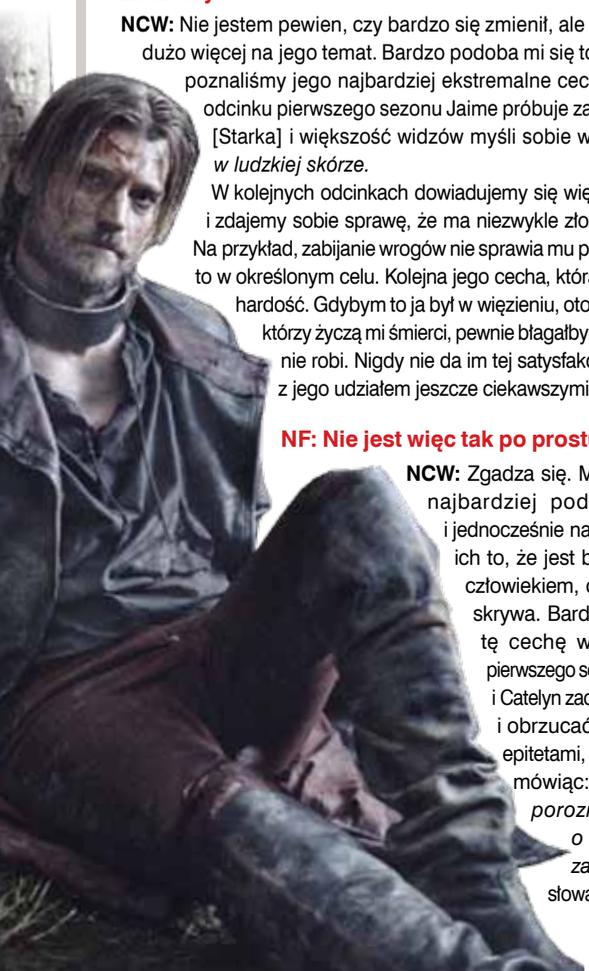 NCW: Nie jestem pewien, czy bardzo się zmienił, ale
dużo więcej na jego temat. Bardzo podoba mi się to
poznaliśmy jego najbardziej ekstremalne cec
odcinku pierwszego sezonu Jaime próbuje za
[Starka] i większość widzów myśli sobie w
w ludzkiej skórze.
W kolejnych odcinkach dowiadujemy się wię
i zdajemy sobie sprawę, że ma niezwykle zło
Na przykład, zabijanie wrogów nie sprawia mu p
to w określonym celu. Kolejna jego cecha, któr
hardość. Gdybym to ja był w więzieniu, oto
którzy życzą mi śmierci, pewnie błagałby
nie robi. Nigdy nie da im tej satysfakc
z jego udziałem jeszcze ciekawszymi
NF: Nie jest więc tak po prostu
NCW: Zgadza się. M
najbardziej pod
i jednocześnie na
ich to, że jest b
człowiekiem,
skrywa. Bard
tę cechę w
pierwszego se
i Catelyn zac
i obrzucać
epitetami,
mówiąc:
poroz
o
za
słowa